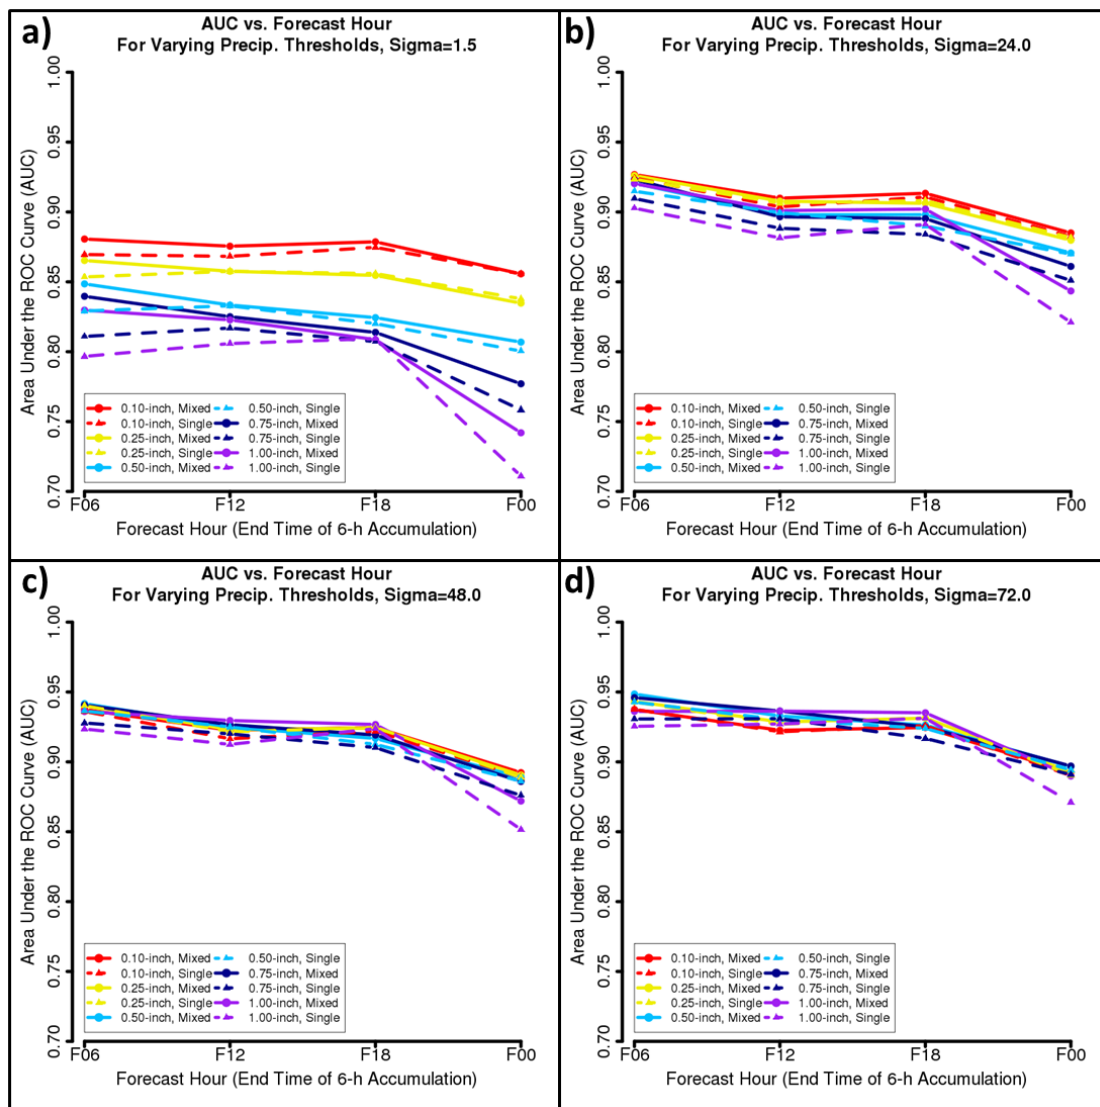 a)
AUC vs. Forecast Hour
For Varying Precip. Thresholds, Sigma=1.5
Area Under the ROC Curve (AUC)
1.00
0.95
0.90
0.85
0.80
0.75
0.70
0.10-inch, Mixed
0.10-inch, Single
0.25-inch, Mixed
0.25-inch, Single
0.50-inch, Mixed
0.50-inch, Single
0.75-inch, Mixed
0.75-inch, Single
1.00-inch, Mixed
1.00-inch, Single
F06 F12 F18 F00
Forecast Hour (End Time of 6-h Accumulation)
b)
AUC vs. Forecast Hour
For Varying Precip. Thresholds, Sigma=24.0
Area Under the ROC Curve (AUC)
1.00
0.95
0.90
0.85
0.80
0.75
0.70
0.10-inch, Mixed
0.10-inch, Single
0.25-inch, Mixed
0.25-inch, Single
0.50-inch, Mixed
0.50-inch, Single
0.75-inch, Mixed
0.75-inch, Single
1.00-inch, Mixed
1.00-inch, Single
F06 F12 F18 F00
Forecast Hour (End Time of 6-h Accumulation)
c)
AUC vs. Forecast Hour
For Varying Precip. Thresholds, Sigma=48.0
Area Under the ROC Curve (AUC)
1.00
0.95
0.90
0.85
0.80
0.75
0.70
0.10-inch, Mixed
0.10-inch, Single
0.25-inch, Mixed
0.25-inch, Single
0.50-inch, Mixed
0.50-inch, Single
0.75-inch, Mixed
0.75-inch, Single
1.00-inch, Mixed
1.00-inch, Single
F06 F12 F18 F00
Forecast Hour (End Time of 6-h Accumulation)
d)
AUC vs. Forecast Hour
For Varying Precip. Thresholds, Sigma=72.0
Area Under the ROC Curve (AUC)
1.00
0.95
0.90
0.85
0.80
0.75
0.70
0.10-inch, Mixed
0.10-inch, Single
0.25-inch, Mixed
0.25-inch, Single
0.50-inch, Mixed
0.50-inch, Single
0.75-inch, Mixed
0.75-inch, Single
1.00-inch, Mixed
1.00-inch, Single
F06 F12 F18 F00
Forecast Hour (End Time of 6-h Accumulation)